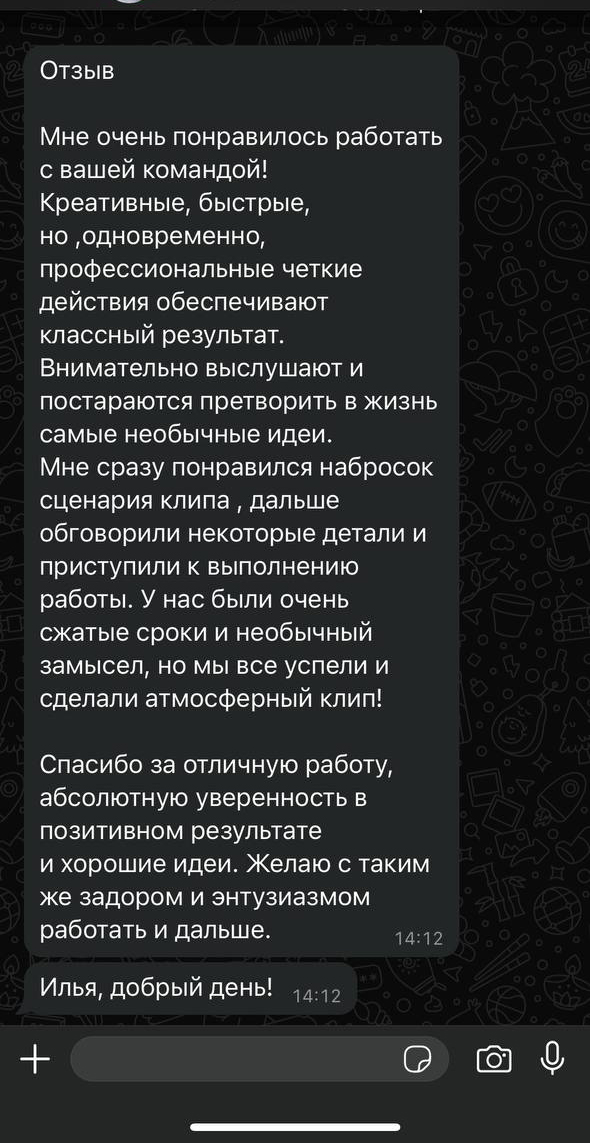 Отзыв
Мне очень понравилось работать
с вашей командой!
Креативные, быстрые,
но ,одновременно,
профессиональные четкие
действия обеспечивают
классный результат.
Внимательно выслушают и
постараются претворить в жизнь
самые необычные идеи.
Мне сразу понравился набросок
сценария клипа , дальше
обговорили некоторые детали и
приступили к выполнению
работы. У нас были очень
сжатые сроки и необычный
замысел, но мы все успели и
сделали атмосферный клип!
Спасибо за отличную работу,
абсолютную уверенность в
позитивном результате
и хорошие идеи. Желаю с таким
же задором и энтузиазмом
работать и дальше.
14:12
Илья, добрый день!
14:12